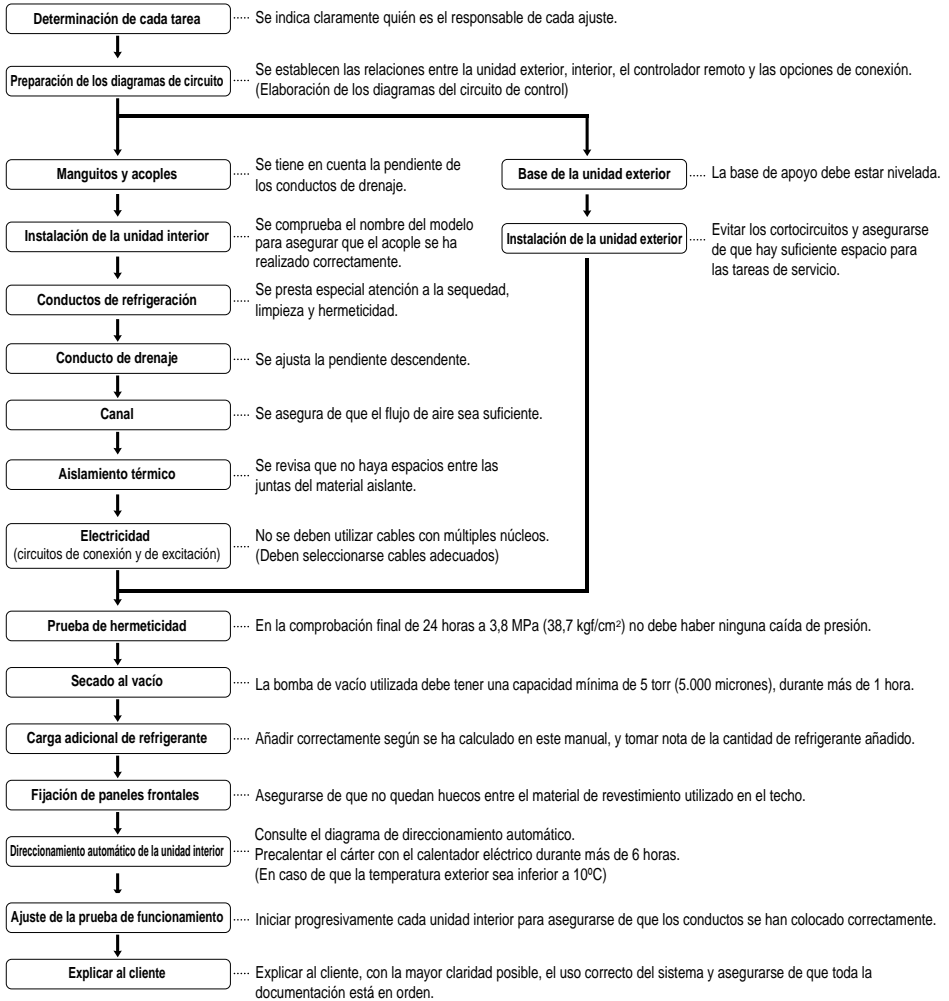 Determinación de cada tarea
Se indica claramente quién es el responsable de cada ajuste.
Preparación de los diagramas de circuito
Se establecen las relaciones entre la unidad exterior, interior, el controlador remoto y las opciones de conexión.
(Elaboración de los diagramas del circuito de control)
Manguitos y acoples
Se tiene en cuenta la pendiente de
los conductos de drenaje.
Base de la unidad exterior
La base de apoyo debe estar nivelada.
Instalación de la unidad interior
Se comprueba el nombre del modelo
para asegurar que el acople se ha
realizado correctamente.
Instalación de la unidad exterior
Evitar los cortocircuitos y asegurarse
de que hay suficiente espacio para
las tareas de servicio.
Conductos de refrigeración
Se presta especial atención a la sequedad,
limpieza y hermeticidad.
Conducto de drenaje
Se ajusta la pendiente descendente.
Canal
Se asegura de que el flujo de aire sea suficiente.
Aislamiento térmico
Se revisa que no haya espacios entre las
juntas del material aislante.
Electricidad
(circuitos de conexión y de excitación)
No se deben utilizar cables con múltiples núcleos.
(Deben seleccionarse cables adecuados)
Prueba de hermeticidad
En la comprobación final de 24 horas a 3,8 MPa (38,7 kgf/cm²) no debe haber ninguna caída de presión.
Secado al vacío
La bomba de vacío utilizada debe tener una capacidad mínima de 5 torr (5.000 micrones), durante más de 1 hora.
Carga adicional de refrigerante
Añadir correctamente según se ha calculado en este manual, y tomar nota de la cantidad de refrigerante añadido.
Fijación de paneles frontales
Asegurarse de que no quedan huecos entre el material de revestimiento utilizado en el techo.
Direccionamiento automático de la unidad interior
Consulte el diagrama de direccionamiento automático.
Precalentar el cárter con el calentador eléctrico durante más de 6 horas.
(En caso de que la temperatura exterior sea inferior a 10ºC)
Ajuste de la prueba de funcionamiento
Iniciar progresivamente cada unidad interior para asegurarse de que los conductos se han colocado correctamente.
Explicar al cliente
Explicar al cliente, con la mayor claridad posible, el uso correcto del sistema y asegurarse de que toda la
documentación está en orden.